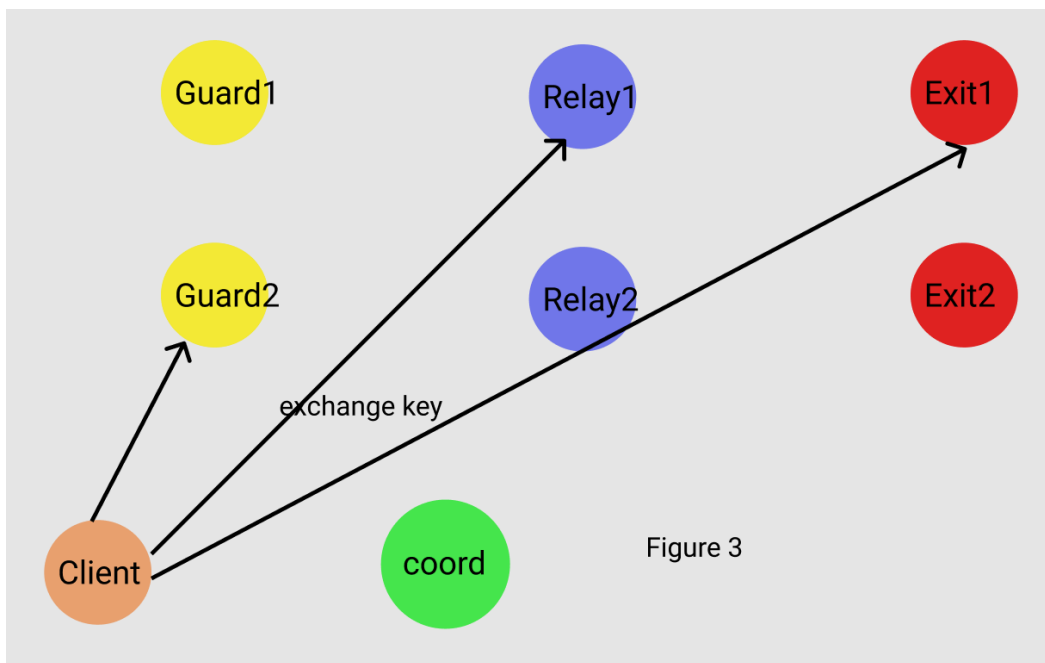 Guard1
Relay1
Exit1
Guard2
Relay2
Exit2
exchange key
Client
coord
Figure 3